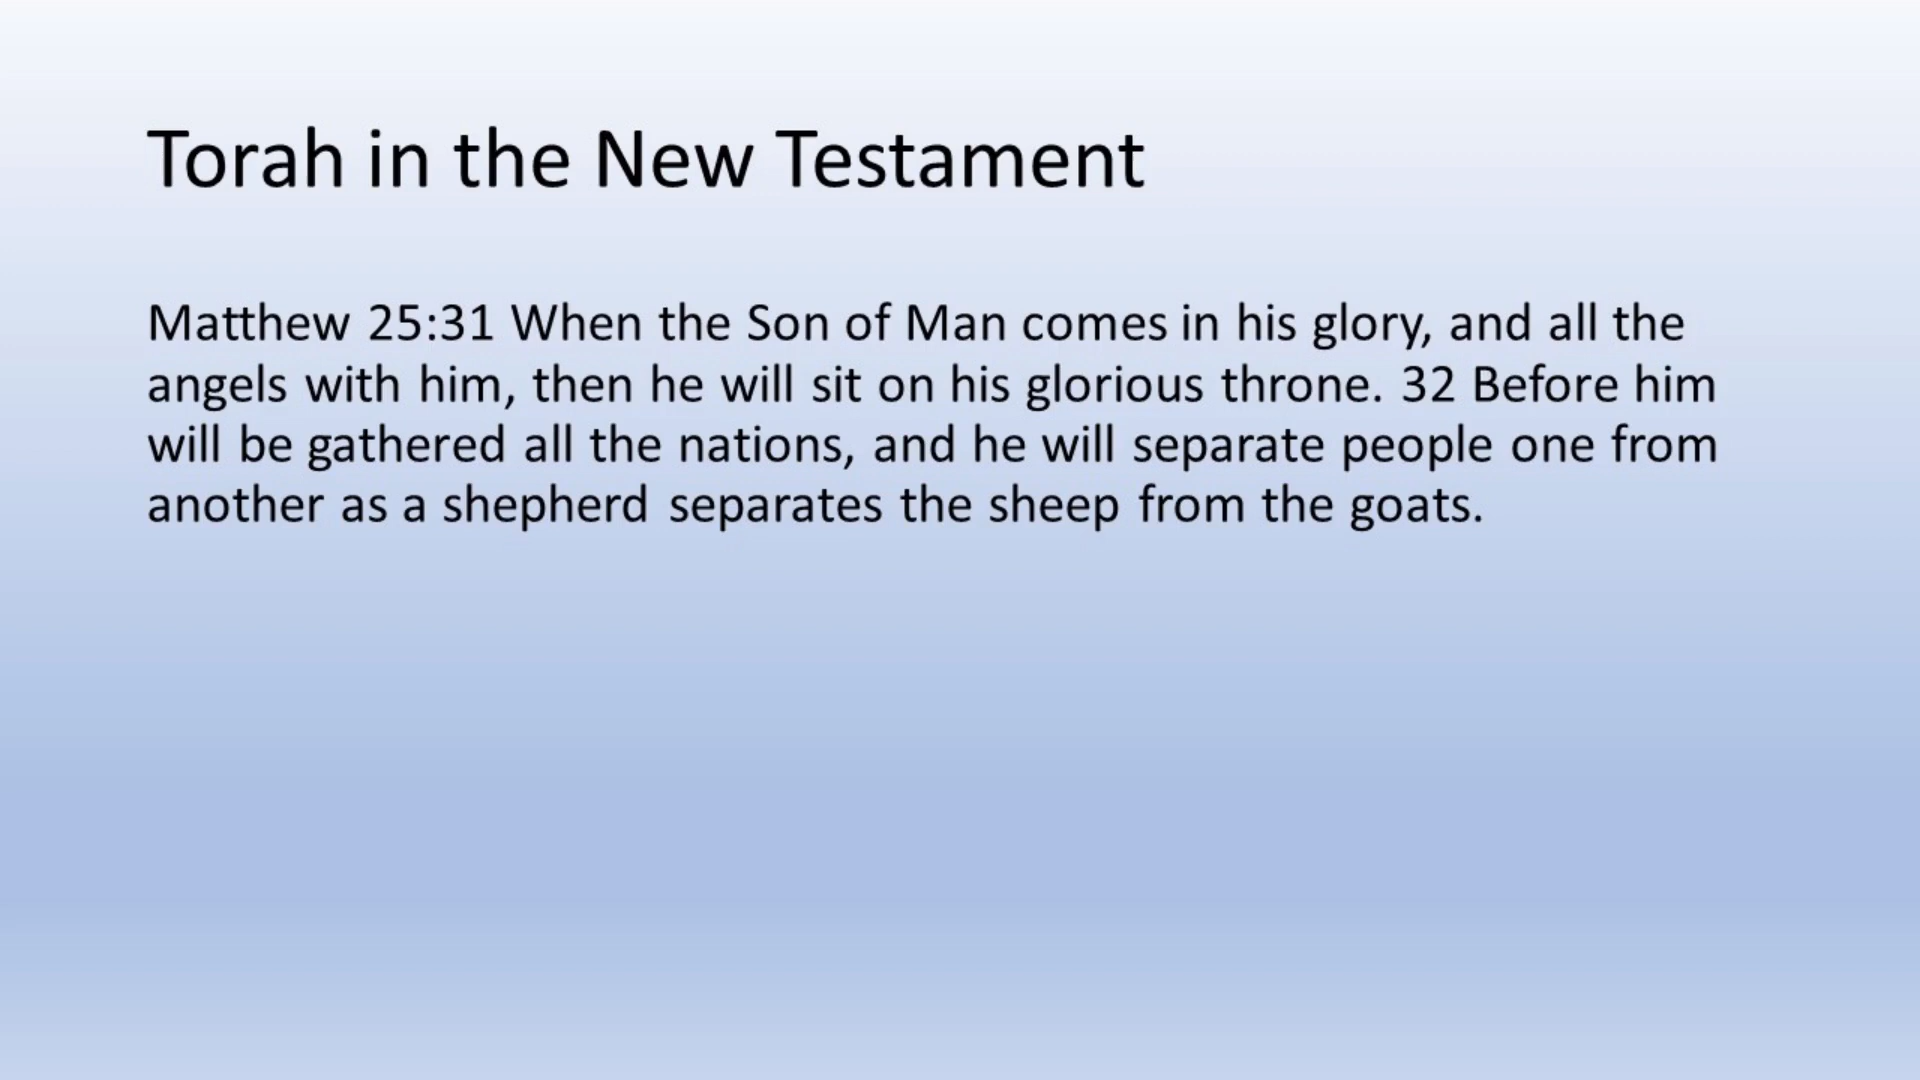 Torah in the New Testament
Matthew 25:31 When the Son of Man comes in his glory, and all the
angels with him, then he will sit on his glorious throne. 32 Before him
will be gathered all the nations, and he will separate people one from
another as a shepherd separates the sheep from the goats.